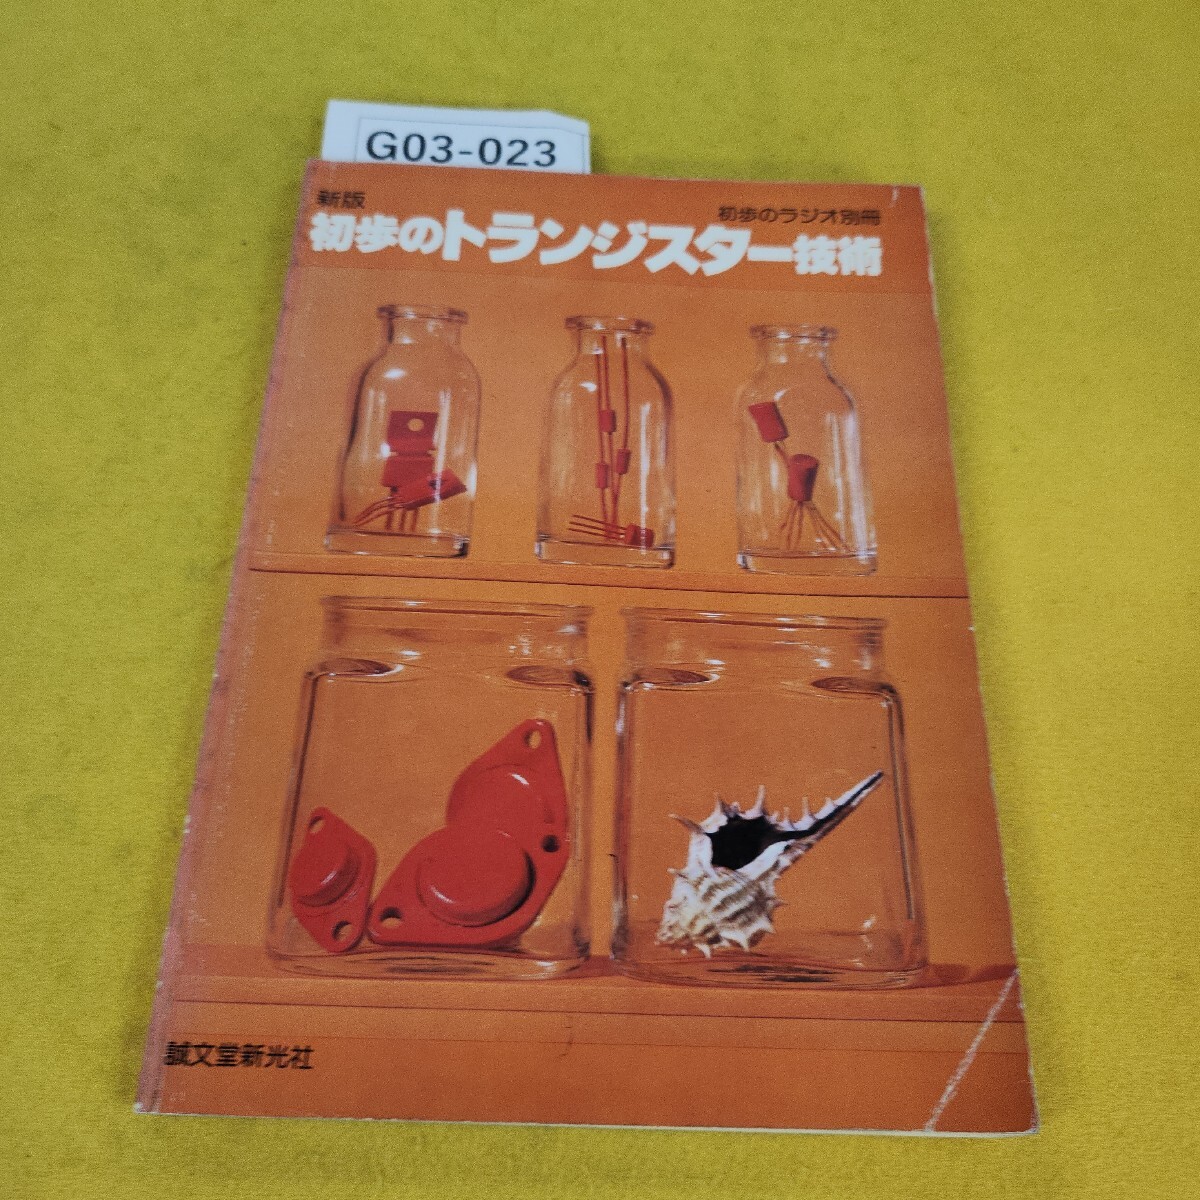 G03-023
新版
初歩のラジオ別冊
初歩のトランジスター技術
誠文堂新光社